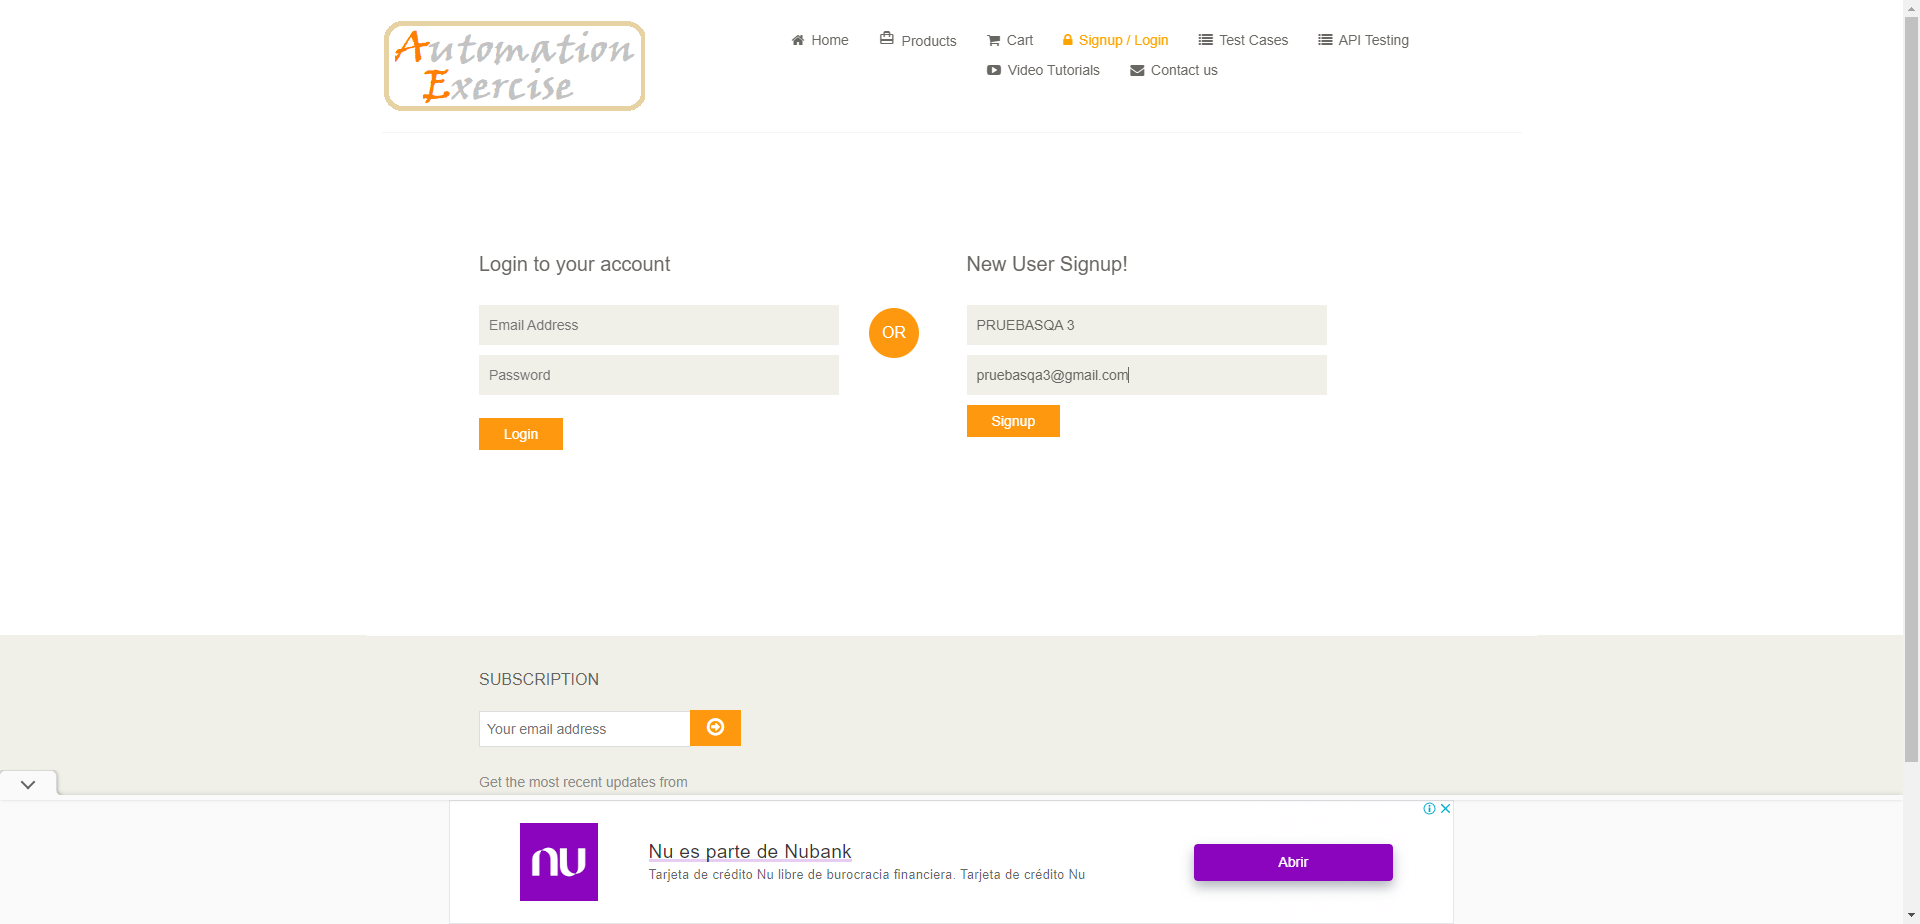 Automation
Exercise
Home
Products
Cart
Signup / Login
Test Cases
API Testing
Video Tutorials
Contact us
Login to your account
Email Address
Password
Login
OR
New User Signup!
PRUEBASQA 3
pruebasqa3@gmail.com
Signup
SUBSCRIPTION
Your email address
Get the most recent updates from
nu
Nu es parte de Nubank
Tarjeta de crédito Nu libre de burocracia financiera. Tarjeta de crédito Nu
Abrir